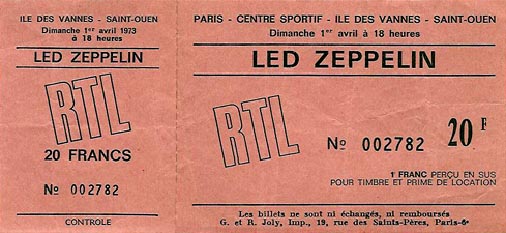 ILE DES VANNES - SAINT-OUEN
Dimanche 1er avril 1973
à 18 heures
LED ZEPPELIN
RTL
20 FRANCS
No 002782
CONTROLE
PARIS - CENTRE SPORTIF - ILE DES VANNES - SAINT-OUEN
Dimanche 1er avril à 18 heures
LED ZEPPELIN
RTL
No 002782
20 F
1 FRANC PERÇU EN SUS
POUR TIMBRE ET PRIME DE LOCATION
Les billets ne sont ni échangés, ni remboursés
G. et R. Joly, Imp., 19, rue des Saints-Pères, Paris-6e